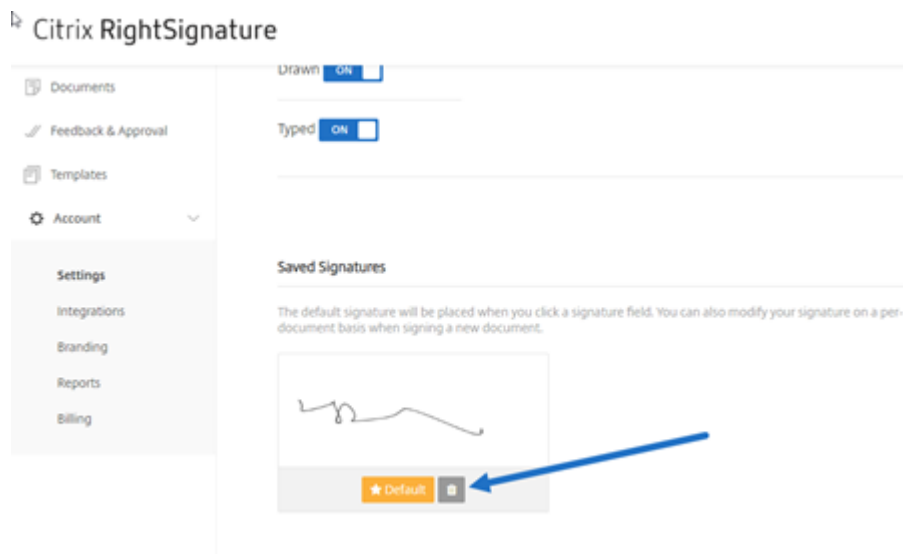 Citrix RightSignature
Documents
Feedback & Approval
Templates
Account
Settings
Integrations
Branding
Reports
Billing
Drawn ON
Typed ON
Saved Signatures
The default signature will be placed when you click a signature field. You can also modify your signature on a per-
document basis when signing a new document.
Default